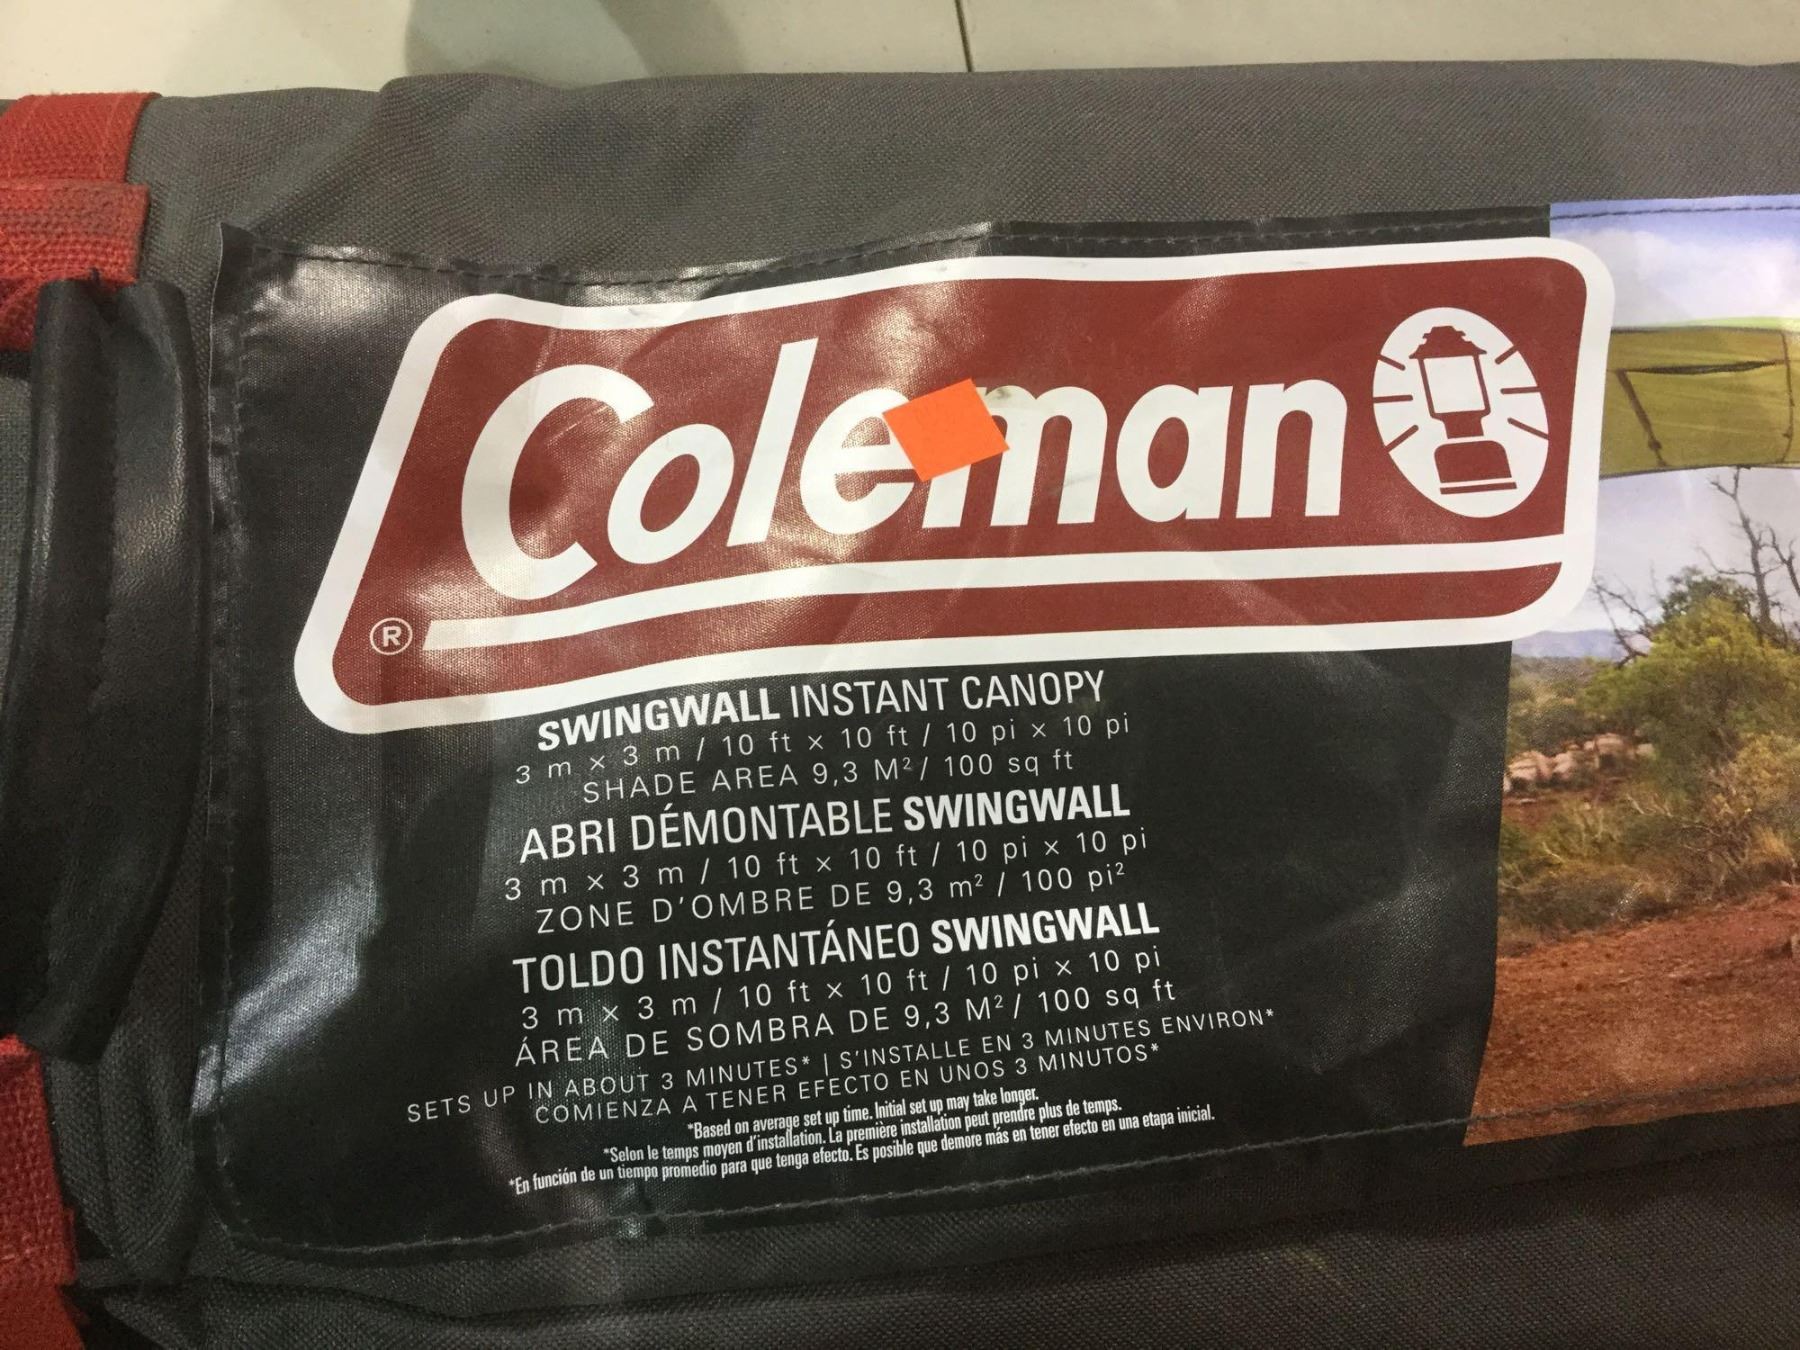 Coleman
®
SWINGWALL INSTANT CANOPY
3 m × 3 m / 10 ft × 10 ft / 10 pi × 10 pi
SHADE AREA 9,3 M² / 100 sq ft
ABRI DÉMONTABLE SWINGWALL
3 m × 3 m / 10 ft × 10 ft / 10 pi × 10 pi
ZONE D'OMBRE DE 9,3 m² / 100 pi²
TOLDO INSTANTÁNEO SWINGWALL
3 m × 3 m / 10 ft × 10 ft / 10 pi × 10 pi
ÁREA DE SOMBRA DE 9,3 M² / 100 sq ft
SETS UP IN ABOUT 3 MINUTES* | S'INSTALLE EN 3 MINUTES ENVIRON*
COMIENZA A TENER EFECTO EN UNOS 3 MINUTOS*
*Based on average set up time. Initial set up may take longer.
*Selon le temps moyen d'installation. La première installation peut prendre plus de temps.
*En función de un tiempo promedio para que tenga efecto. Es posible que demore más en tener efecto en una etapa inicial.